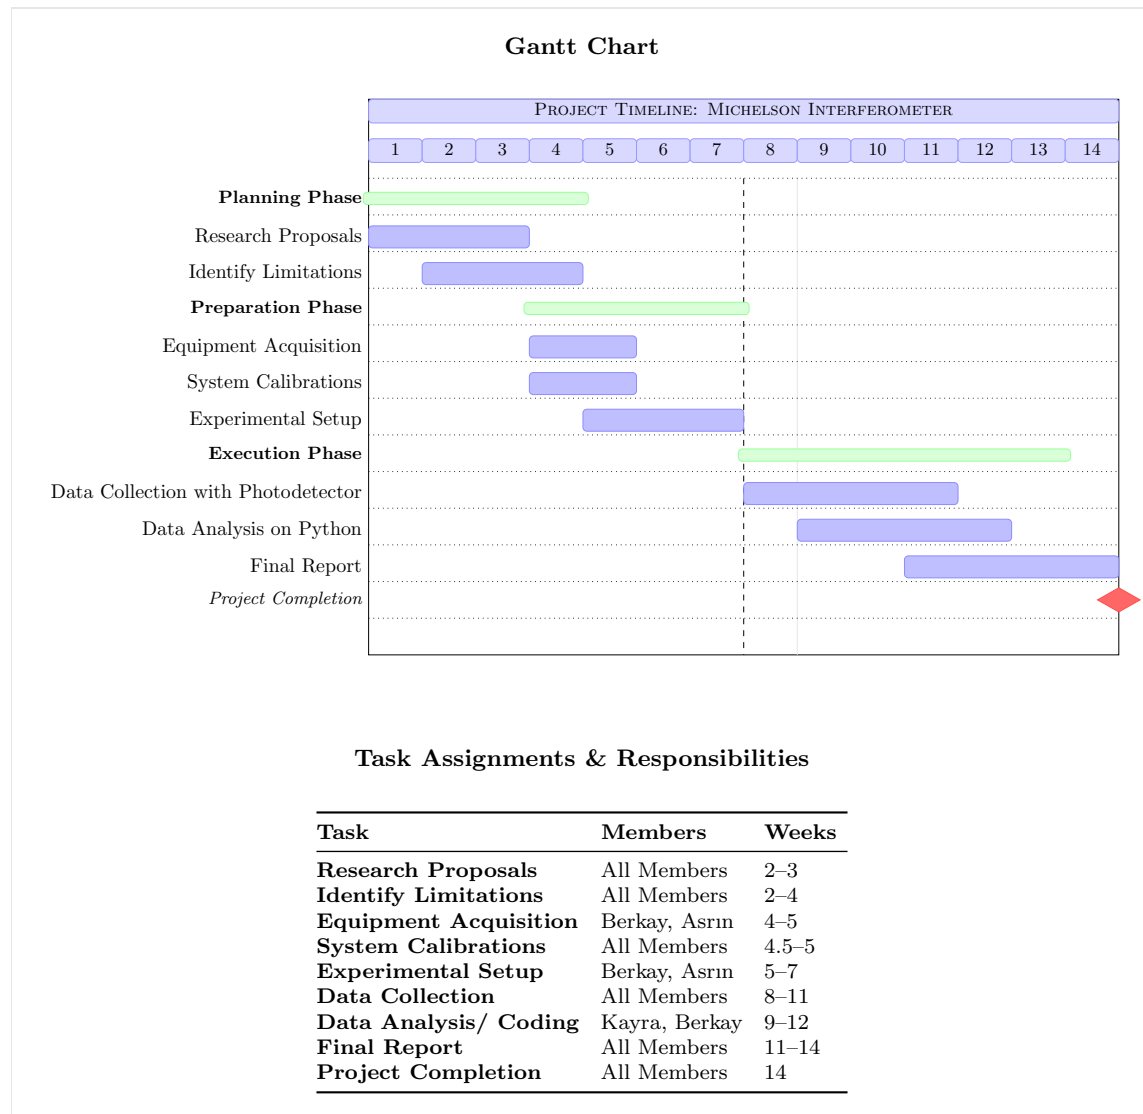 Gantt Chart
PROJECT TIMELINE: MICHELSON INTERFEROMETER
1 2 3 4 5 6 7 8 9 10 11 12 13 14
Planning Phase
Research Proposals
Identify Limitations
Preparation Phase
Equipment Acquisition
System Calibrations
Experimental Setup
Execution Phase
Data Collection with Photodetector
Data Analysis on Python
Final Report
Project Completion
Task Assignments & Responsibilities
Task Members Weeks
Research Proposals All Members 2–3
Identify Limitations All Members 2–4
Equipment Acquisition Berkay, Asrın 4–5
System Calibrations All Members 4.5–5
Experimental Setup Berkay, Asrın 5–7
Data Collection All Members 8–11
Data Analysis/ Coding Kayra, Berkay 9–12
Final Report All Members 11–14
Project Completion All Members 14